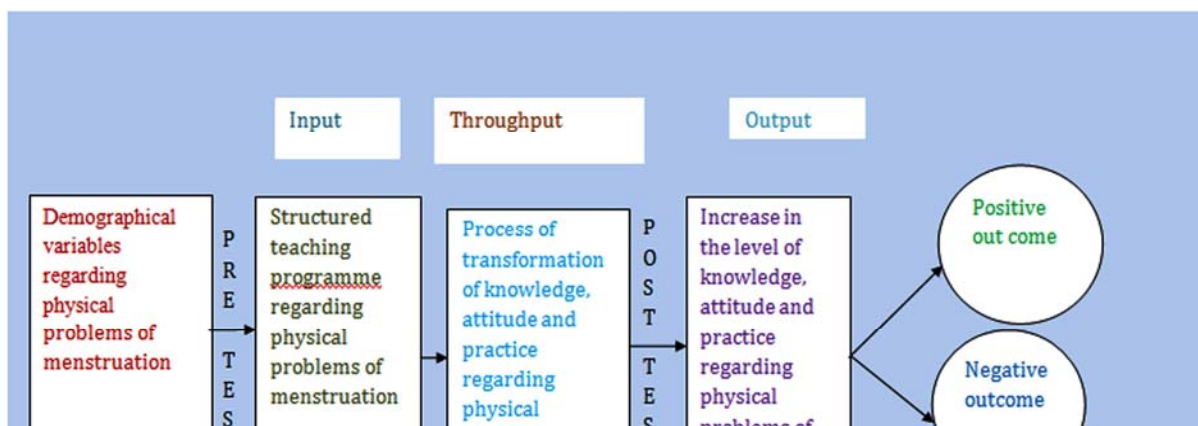 Input
Throughput
Output
Demographical
variables
regarding
physical
problems of
menstruation
P
R
E
T
E
S
Structured
teaching
programme
regarding
physical
problems of
menstruation
Process of
transformation
of knowledge,
attitude and
practice
regarding
physical
P
O
S
T
T
E
S
Increase in
the level of
knowledge,
attitude and
practice
regarding
physical
problems of
Positive
out come
Negative
outcome